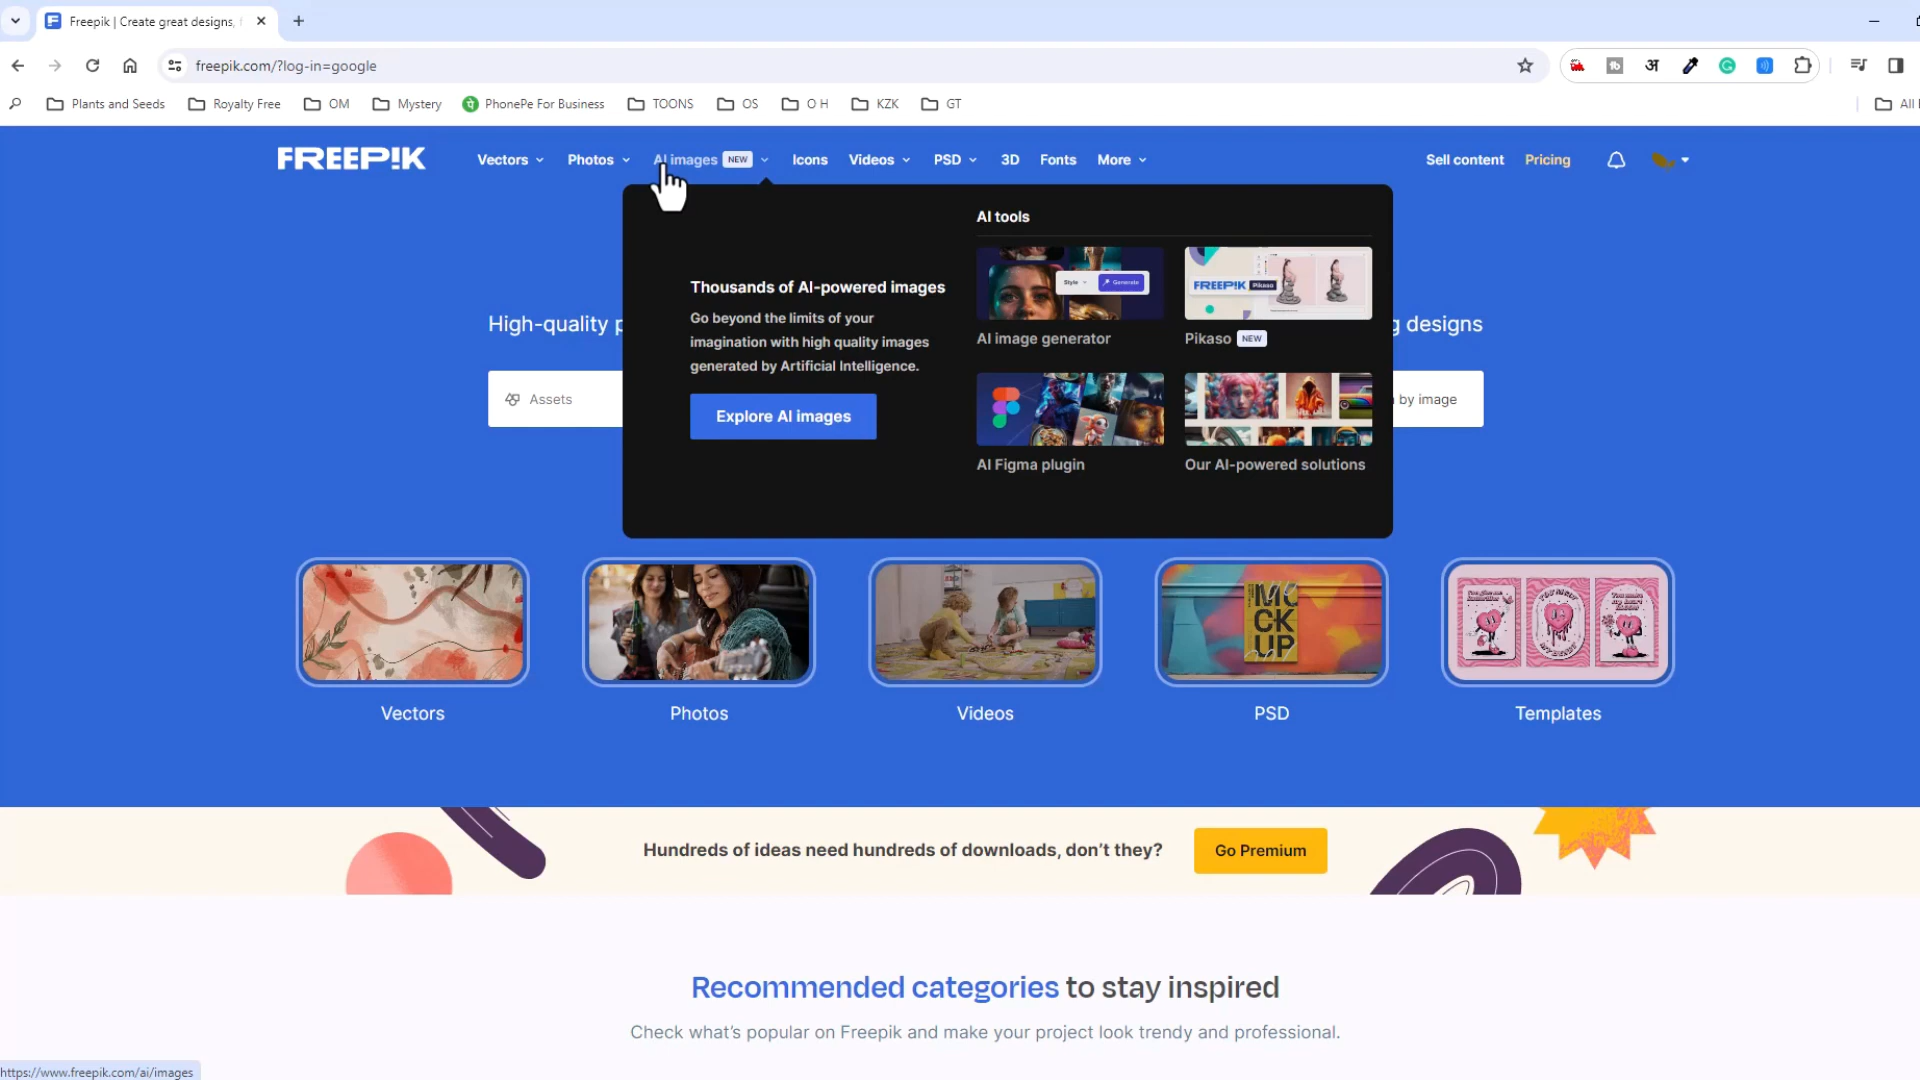 Freepik | Create great designs, f
freepik.com/?log-in=google
अ
Plants and Seeds
Royalty Free
OM
Mystery
PhonePe For Business
TOONS
OS
O H
KZK
GT
All
FREEP!K
Vectors
Photos
AI images NEW
Icons
Videos
PSD
3D
Fonts
More
Sell content
Pricing
AI tools
Style
Generate
FREEP!K Pikaso
Thousands of AI-powered images
Go beyond the limits of your
imagination with high quality images
generated by Artificial Intelligence.
Explore AI images
AI image generator
Pikaso NEW
AI Figma plugin
Our AI-powered solutions
High-quality p
g designs
Assets
by image
MOCKUP
Vectors
Photos
Videos
PSD
Templates
Hundreds of ideas need hundreds of downloads, don't they?
Go Premium
Recommended categories to stay inspired
Check what's popular on Freepik and make your project look trendy and professional.
https://www.freepik.com/ai/images